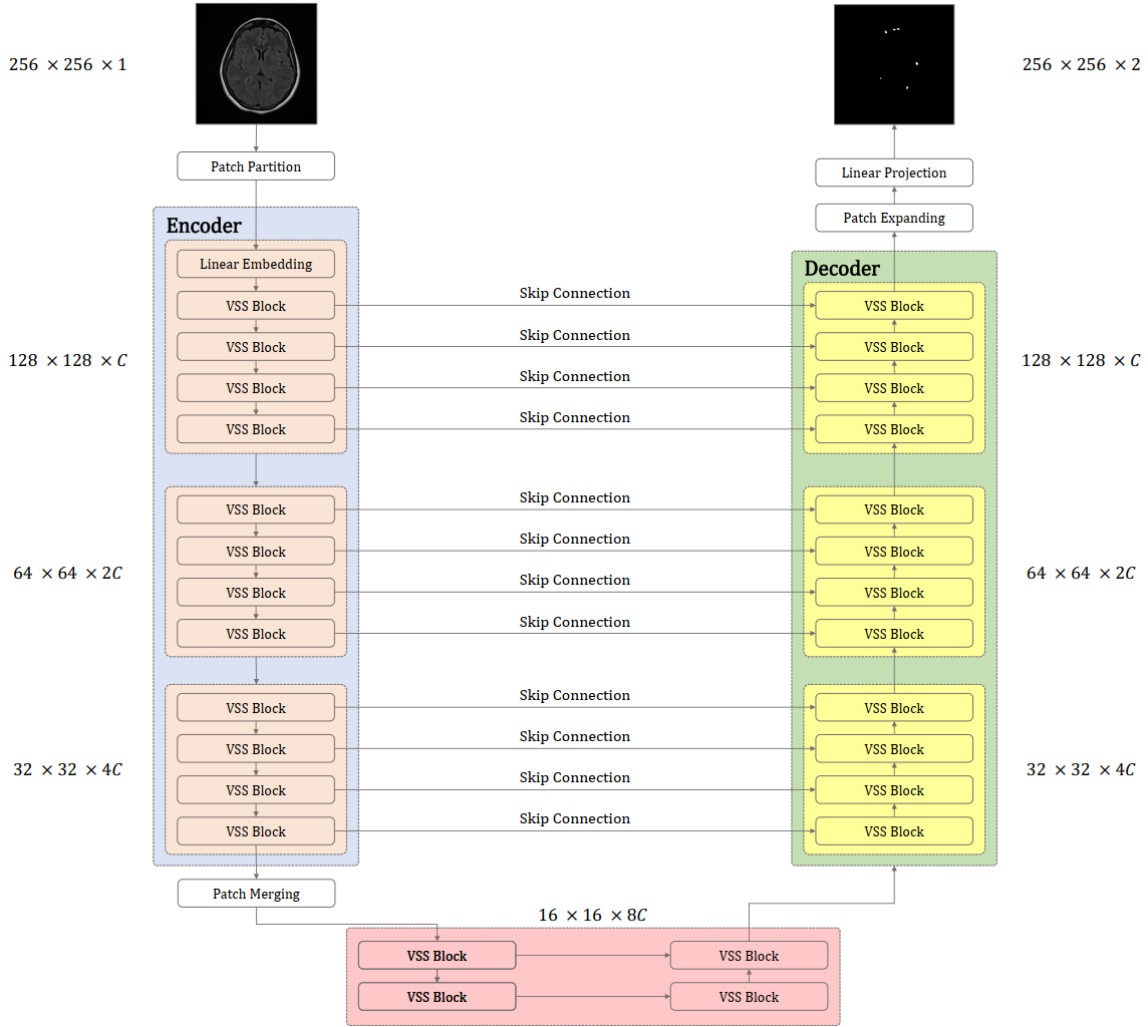 256 × 256 × 1
256 × 256 × 2
Patch Partition
Linear Projection
Patch Expanding
Encoder
Linear Embedding
VSS Block
VSS Block
VSS Block
VSS Block
128 × 128 × C
Skip Connection
Skip Connection
Skip Connection
Skip Connection
Decoder
VSS Block
VSS Block
VSS Block
VSS Block
128 × 128 × C
VSS Block
VSS Block
VSS Block
VSS Block
64 × 64 × 2C
Skip Connection
Skip Connection
Skip Connection
Skip Connection
VSS Block
VSS Block
VSS Block
VSS Block
64 × 64 × 2C
VSS Block
VSS Block
VSS Block
VSS Block
32 × 32 × 4C
Skip Connection
Skip Connection
Skip Connection
Skip Connection
VSS Block
VSS Block
VSS Block
VSS Block
32 × 32 × 4C
Patch Merging
16 × 16 × 8C
VSS Block
VSS Block
VSS Block
VSS Block